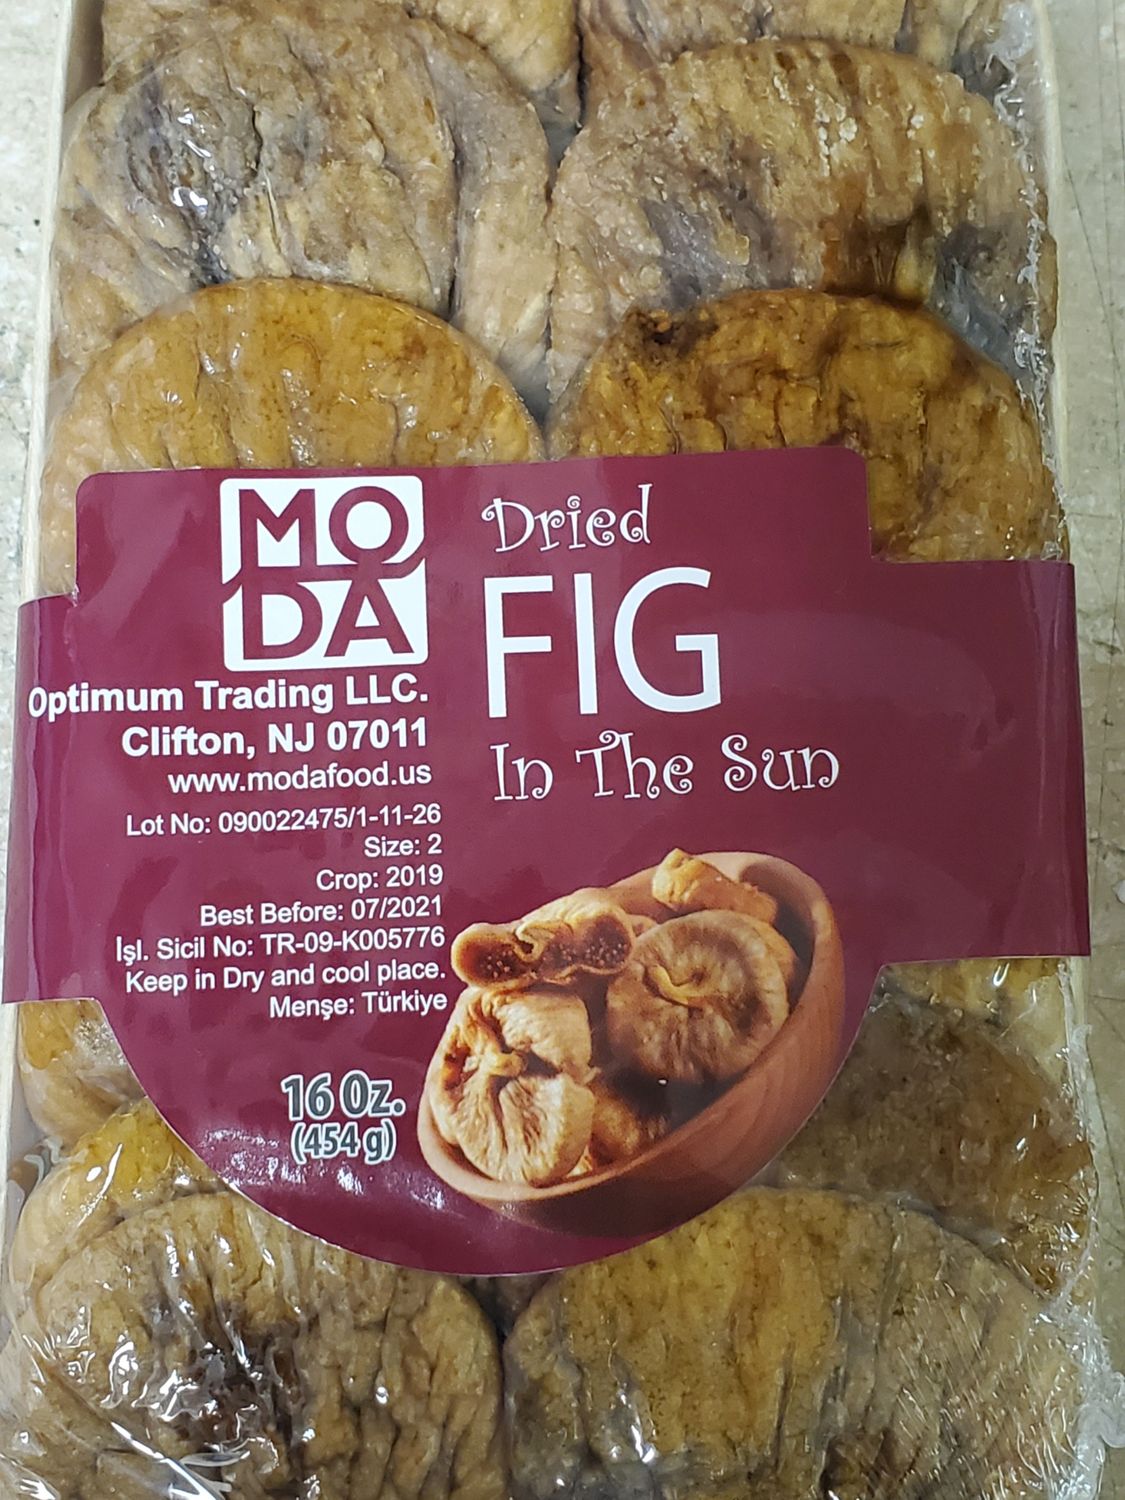 MO
DA
Optimum Trading LLC.
Clifton, NJ 07011
www.modafood.us
Lot No: 090022475/1-11-26
Size: 2
Crop: 2019
Best Before: 07/2021
İşl. Sicil No: TR-09-K005776
Keep in Dry and cool place.
Menşe: Türkiye
16 Oz.
(454 g)
Dried
FIG
In The Sun